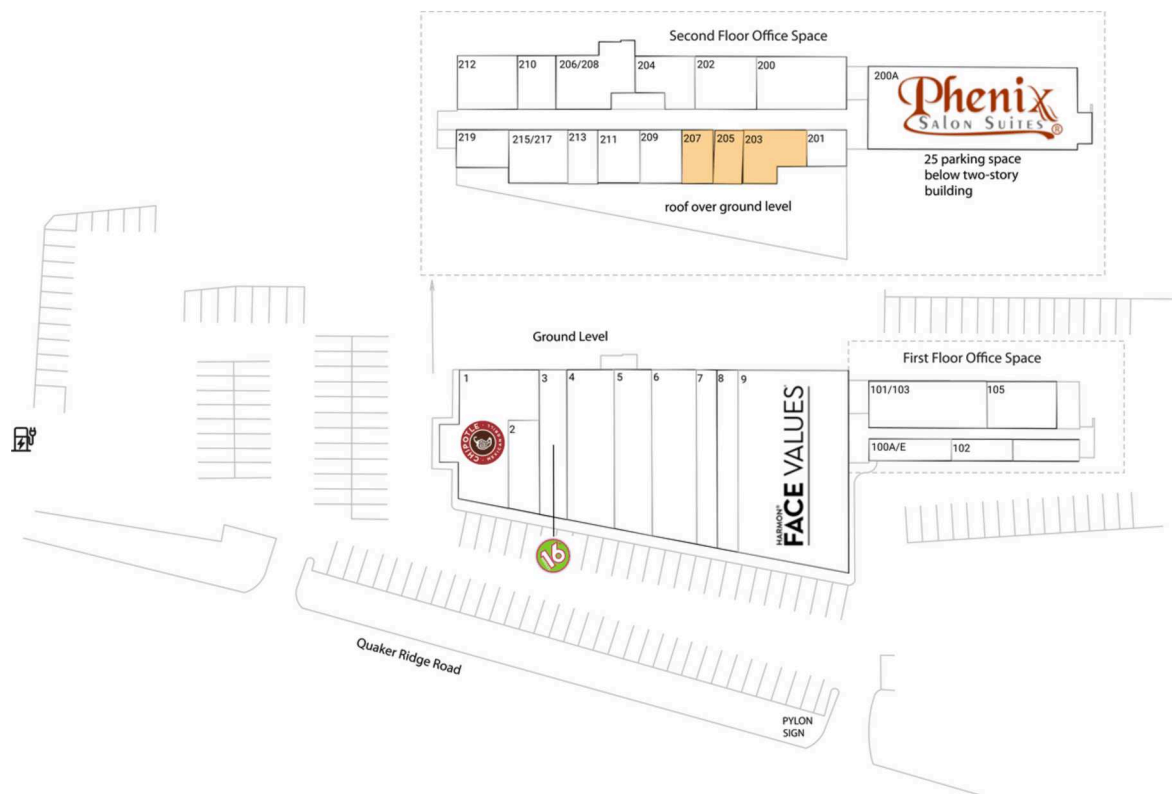 Second Floor Office Space
212
210
206/208
204
202
200
200A
Phenix
SALON SUITES®
219
215/217
213
211
209
207
205
203
201
25 parking space
below two-story
building
roof over ground level
Ground Level
First Floor Office Space
1
2
3
4
5
6
7
8
9
101/103
105
100A/E
102
CHIPOTLE
HARMON®
FACE VALUES
16
Quaker Ridge Road
PYLON
SIGN